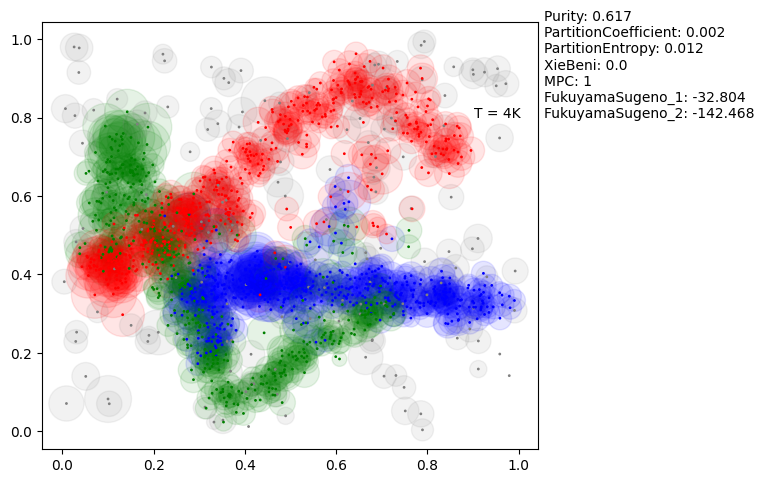 Purity: 0.617
PartitionCoefficient: 0.002
PartitionEntropy: 0.012
XieBeni: 0.0
MPC: 1
FukuyamaSugeno_1: -32.804
FukuyamaSugeno_2: -142.468
T = 4K
1.0
0.8
0.6
0.4
0.2
0.0
0.0 0.2 0.4 0.6 0.8 1.0